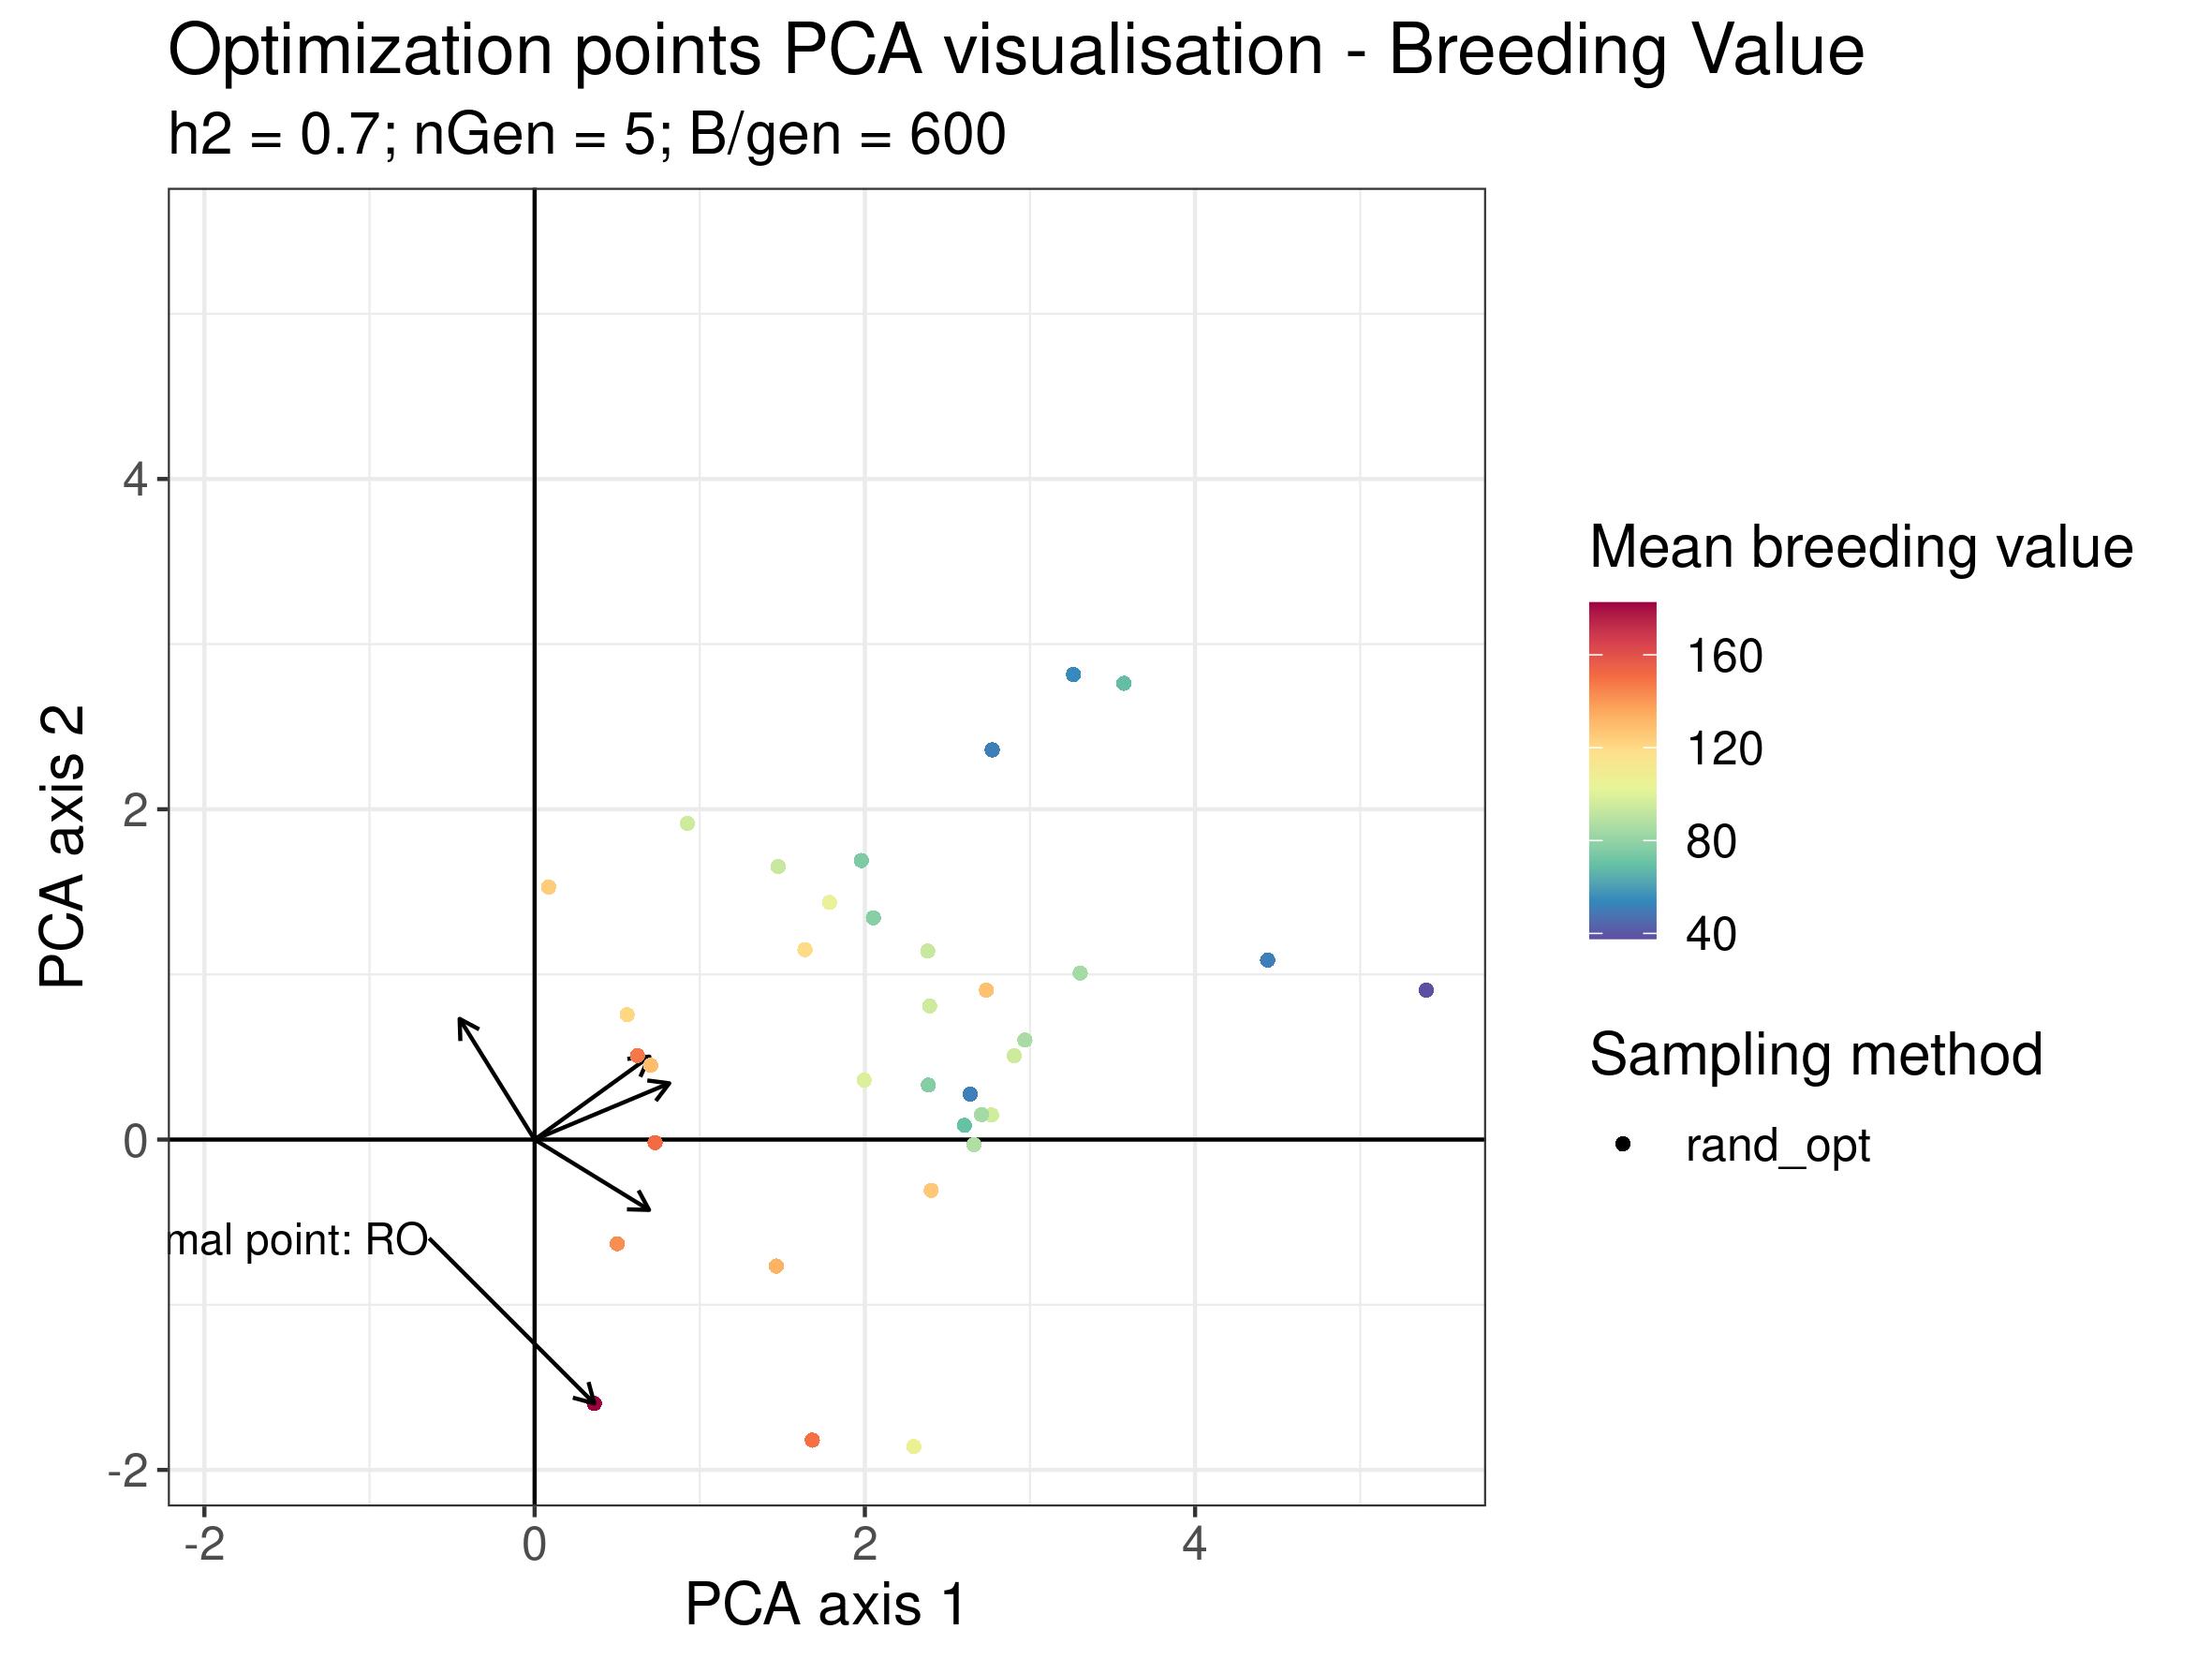 Optimization points PCA visualisation - Breeding Value
h2 = 0.7; nGen = 5; B/gen = 600
PCA axis 2
4
2
0
-2
mal point: RO
-2
0
2
4
PCA axis 1
Mean breeding value
160
120
80
40
Sampling method
rand_opt